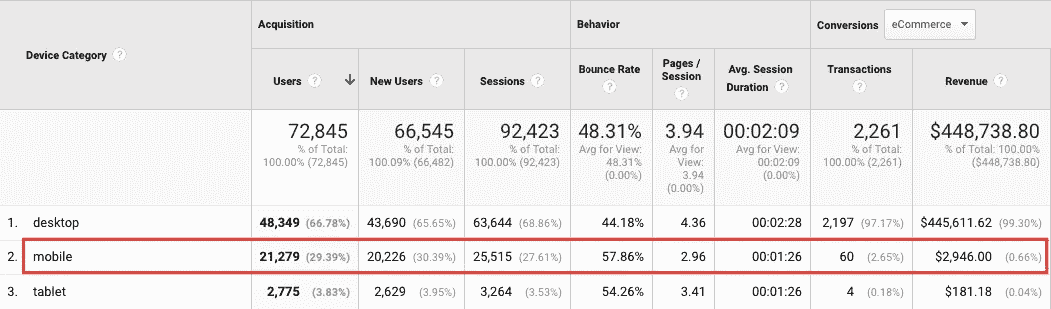 Acquisition Behavior Conversions eCommerce
Device Category ?
Users ? New Users ? Sessions ? Bounce Rate ? Pages / Session ? Avg. Session Duration ? Transactions ? Revenue ?
72,845 66,545 92,423 48.31% 3.94 00:02:09 2,261 $448,738.80
% of Total: % of Total: % of Total: Avg for View: Avg for View: Avg for View: % of Total: % of Total: 100.00%
100.00% (72,845) 100.09% (66,482) 100.00% (92,423) 48.31% (0.00%) 3.94 (0.00%) 00:02:09 (0.00%) 100.00% (2,261) ($448,738.80)
1. desktop 48,349 (66.78%) 43,690 (65.65%) 63,644 (68.86%) 44.18% 4.36 00:02:28 2,197 (97.17%) $445,611.62 (99.30%)
2. mobile 21,279 (29.39%) 20,226 (30.39%) 25,515 (27.61%) 57.86% 2.96 00:01:26 60 (2.65%) $2,946.00 (0.66%)
3. tablet 2,775 (3.83%) 2,629 (3.95%) 3,264 (3.53%) 54.26% 3.41 00:01:26 4 (0.18%) $181.18 (0.04%)